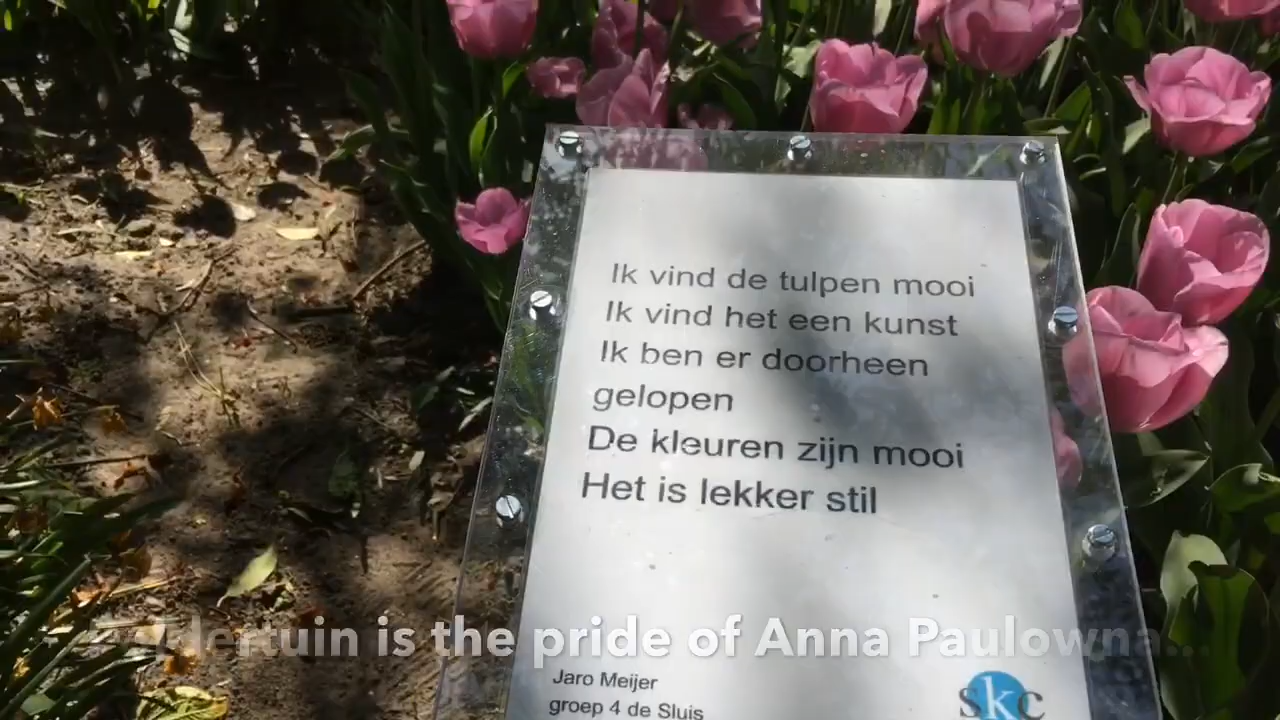 Ik vind de tulpen mooi
Ik vind het een kunst
Ik ben er doorheen
gelopen
De kleuren zijn mooi
Het is lekker stil
is the pride of Anna Paulowna...
Jaro Meijer
groep 4 de Sluis
skc